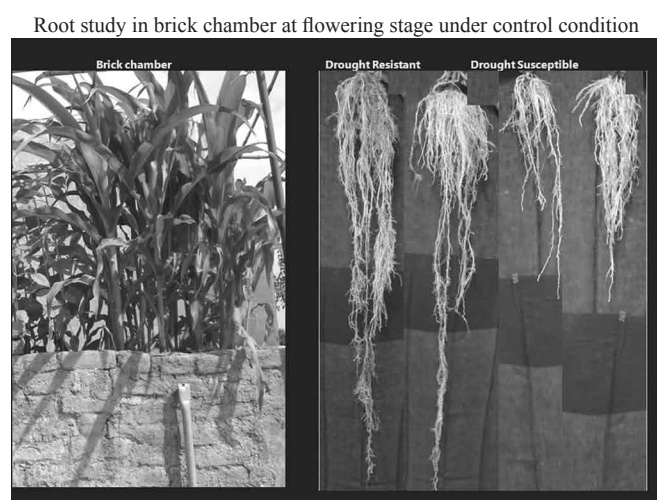 Root study in brick chamber at flowering stage under control condition
Brick chamber
Drought Resistant
Drought Susceptible